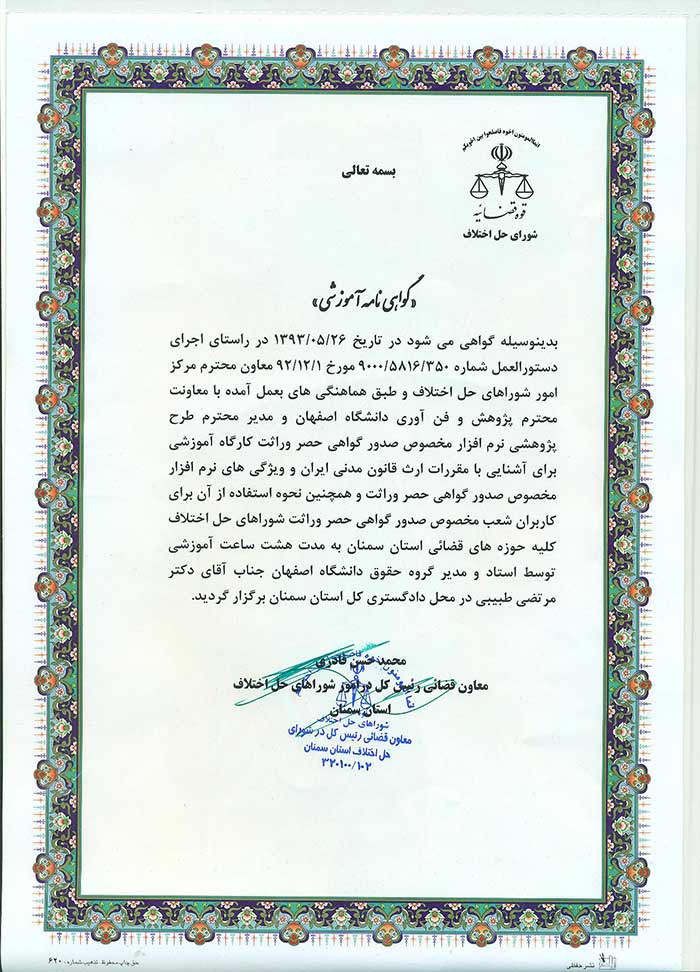 انما المومنون اخوه فاصلحوا بین اخویکم
قوه قضائیه
شورای حل اختلاف
بسمه تعالی
«گواهی نامه آموزشی»
بدینوسیله گواهی می شود در تاریخ ۱۳۹۳/۰۵/۲۶ در راستای اجرای
دستورالعمل شماره ۹۰۰۰/۵۸۱۶/۳۵۰ مورخ ۹۲/۱۲/۱ معاون محترم مرکز
امور شوراهای حل اختلاف و طبق هماهنگی های بعمل آمده با معاونت
محترم پژوهش و فن آوری دانشگاه اصفهان و مدیر محترم طرح
پژوهشی نرم افزار مخصوص صدور گواهی حصر وراثت کارگاه آموزشی
برای آشنایی با مقررات ارث قانون مدنی ایران و ویژگی های نرم افزار
مخصوص صدور گواهی حصر وراثت و همچنین نحوه استفاده از آن برای
کاربران شعب مخصوص صدور گواهی حصر وراثت شوراهای حل اختلاف
کلیه حوزه های قضائی استان سمنان به مدت هشت ساعت آموزشی
توسط استاد و مدیر گروه حقوق دانشگاه اصفهان جناب آقای دکتر
مرتضی طبیبی در محل دادگستری کل استان سمنان برگزار گردید.
محمد حسن قادری
معاون قضائی رئیس کل در امور شوراهای حل اختلاف
استان سمنان
شوراهای حل اختلاف
معاون قضائی رئیس کل در شورای
حل اختلاف استان سمنان
۳۲۰۱۰۰/۱۰۲
نشر حقایقی
حق چاپ محفوظ. تذهیب شماره: ۶۲۰